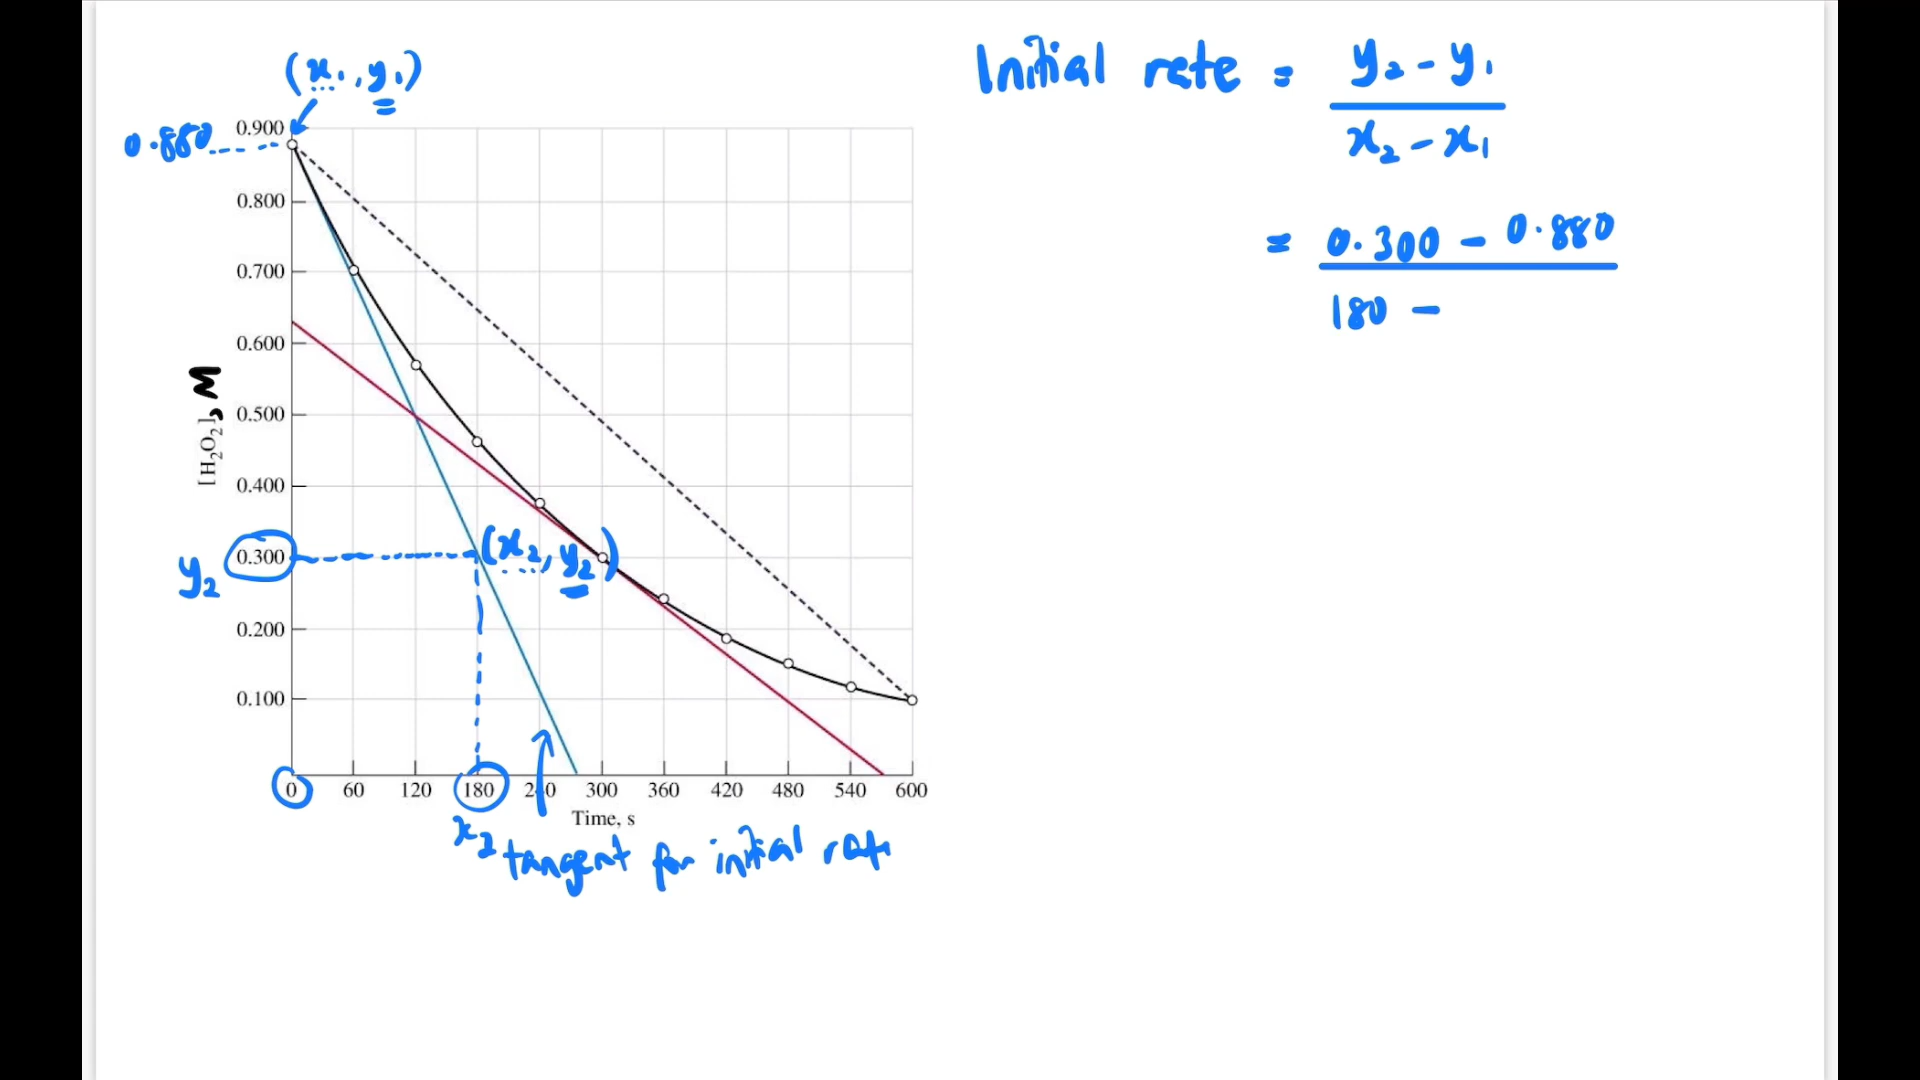 (x₁, y₁)
Initial rate = y₂ - y₁
x₂ - x₁
0.880
0.900
0.800
0.700
0.600
0.500
0.400
0.300
0.200
0.100
[H₂O₂], M
= 0.300 - 0.880
180 -
(x₂, y₂)
y₂
0 60 120 180 240 300 360 420 480 540 600
Time, s
x₂
tangent for initial rate